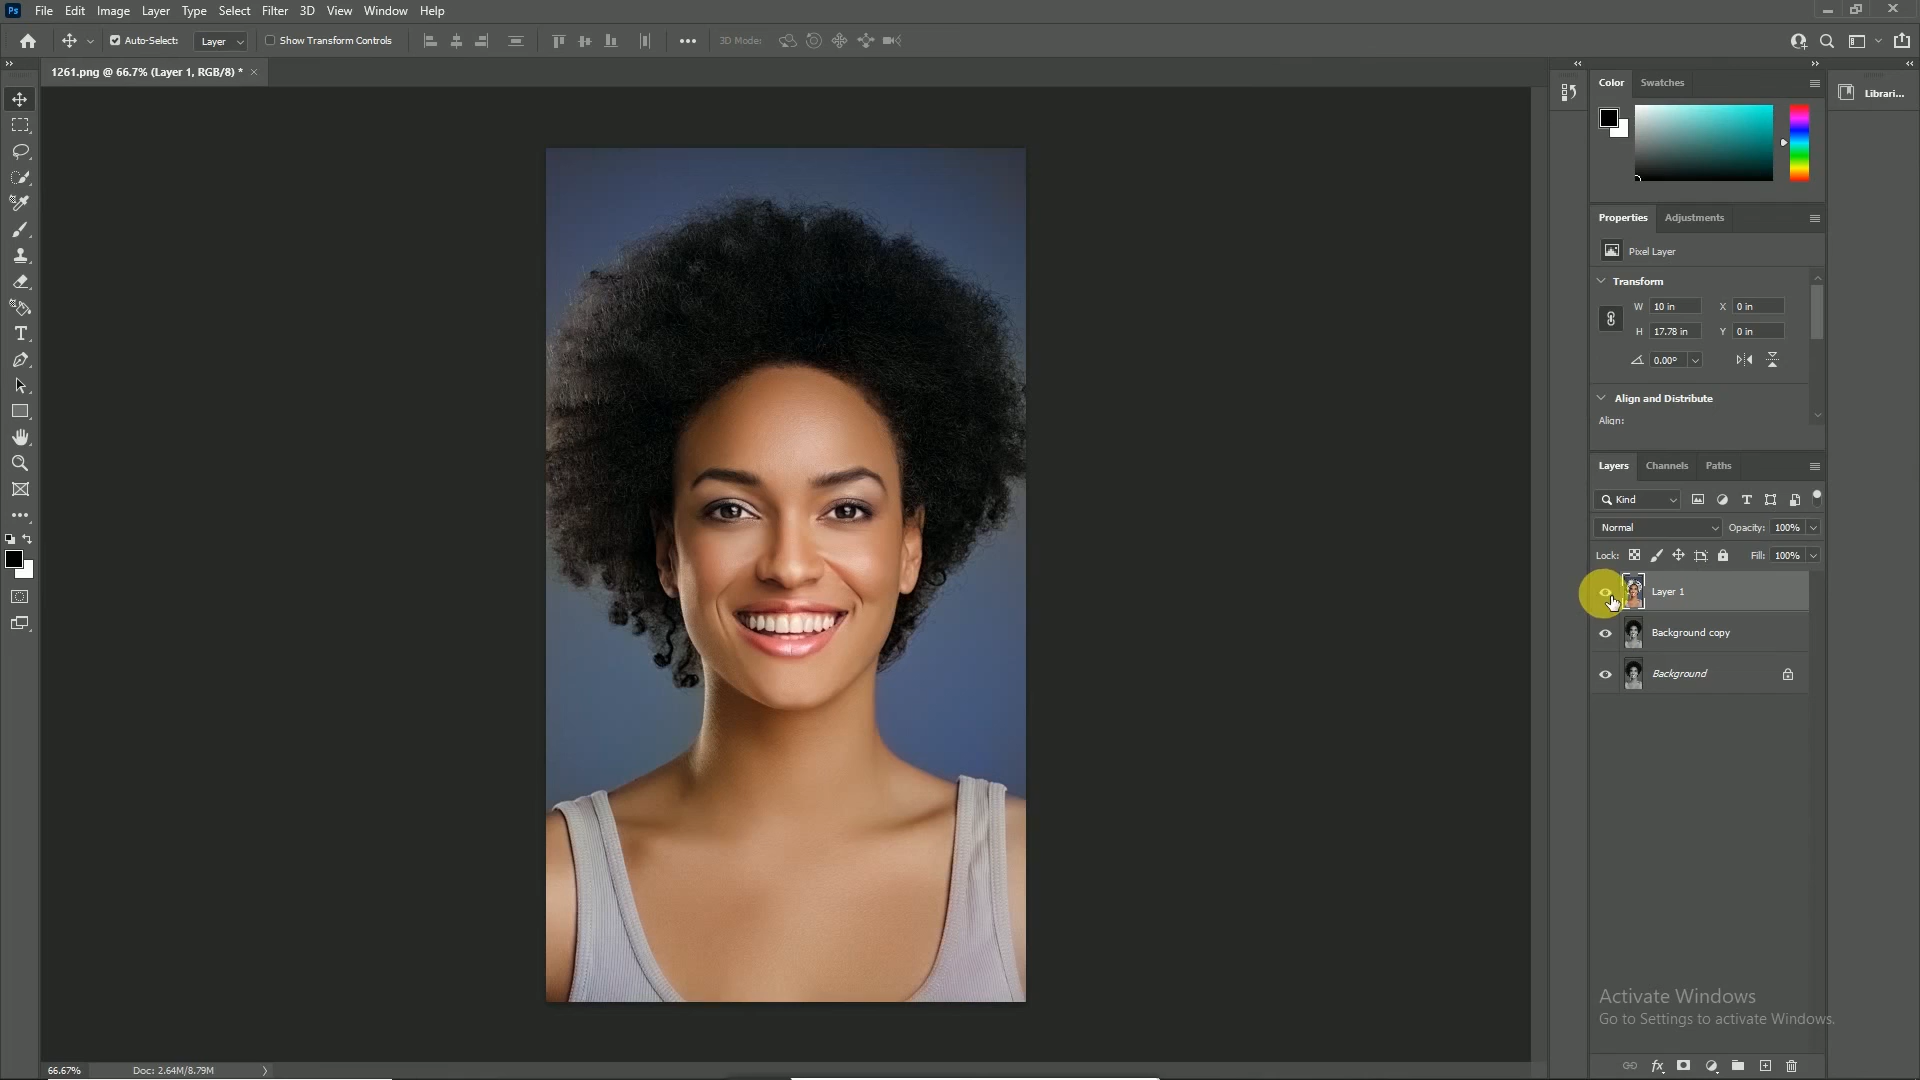 Ps File Edit Image Layer Type Select Filter 3D View Window Help
Auto-Select: Layer Show Transform Controls 3D Mode:
1261.png @ 66.7% (Layer 1, RGB/8) *
Color Swatches
Librari...
Properties Adjustments
Pixel Layer
Transform
W 10 in X 0 in
H 17.78 in Y 0 in
0.00°
Align and Distribute
Align:
Layers Channels Paths
Kind
Normal Opacity: 100%
Lock: Fill: 100%
Layer 1
Background copy
Background
Activate Windows
Go to Settings to activate Windows.
66.67% Doc: 2.64M/8.79M
fx